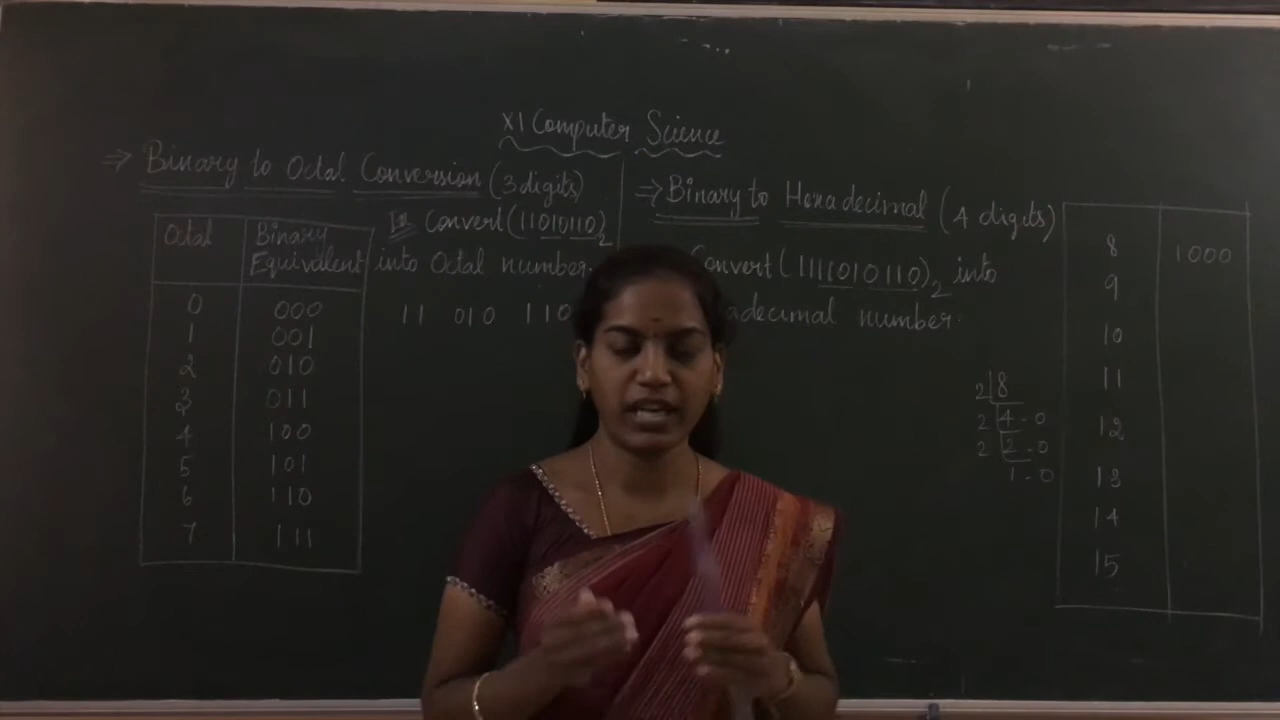 XI Computer Science
⇒ Binary to Octal Conversion (3 digits)
Octal Binary Equivalent
0 000
1 001
2 010
3 011
4 100
5 101
6 110
7 111
Convert (11010110)2
into Octal number.
11 010 110
⇒ Binary to Hexadecimal (4 digits)
Convert (1111010110)2 into
adecimal number.
2 8
2 4 - 0
2 2 - 0
1 - 0
8 1000
9
10
11
12
13
14
15